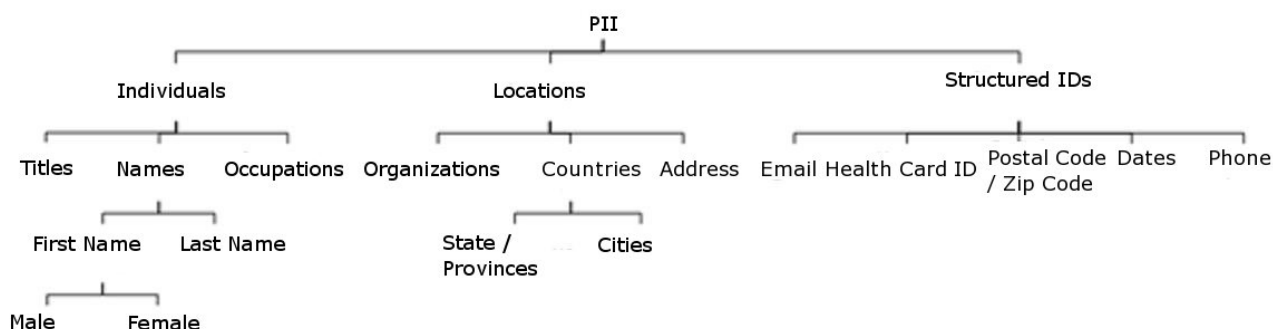 PII
Individuals
Locations
Structured IDs
Titles
Names
Occupations
Organizations
Countries
Address
Email
Health Card ID
Postal Code
/ Zip Code
Dates
Phone
First Name
Last Name
State /
Provinces
Cities
Male
Female